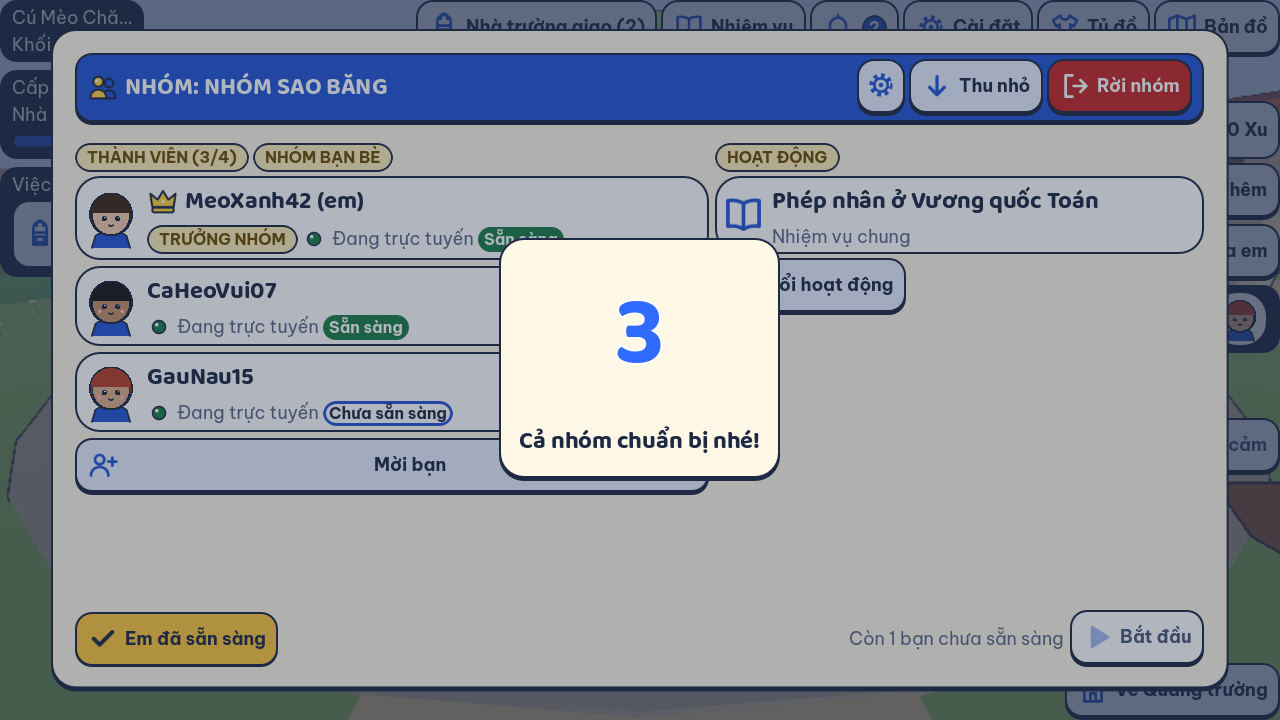 Cú Mèo Chă...
Khối
Nhà trường giao (2)
Nhiệm vụ
?
Cài đặt
Tủ đồ
Bản đồ
Cấp
Nhà
Việc
NHÓM: NHÓM SAO BĂNG
Thu nhỏ
Rời nhóm
0 Xu
THÀNH VIÊN (3/4)
NHÓM BẠN BÈ
HOẠT ĐỘNG
MeoXanh42 (em)
TRƯỞNG NHÓM
Đang trực tuyến
Sẵn sàng
Phép nhân ở Vương quốc Toán
Nhiệm vụ chung
ổi hoạt động
CaHeoVui07
Đang trực tuyến
Sẵn sàng
GauNau15
Đang trực tuyến
Chưa sẵn sàng
3
Cả nhóm chuẩn bị nhé!
Mời bạn
a em
cảm
Em đã sẵn sàng
Còn 1 bạn chưa sẵn sàng
Bắt đầu
Về Quảng trường